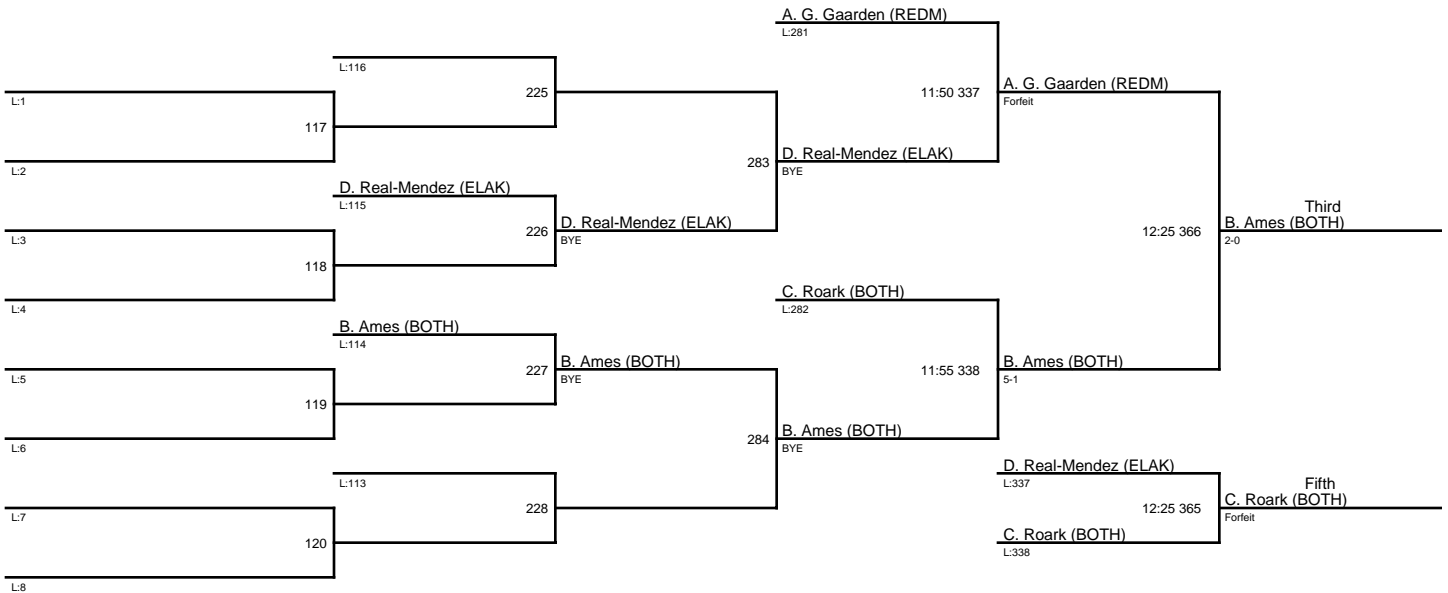 A. G. Gaarden (REDM)
L:281
L:116
L:1
225
11:50 337
A. G. Gaarden (REDM)
Forfeit
117
L:2
283
D. Real-Mendez (ELAK)
BYE
D. Real-Mendez (ELAK)
L:115
L:3
226
D. Real-Mendez (ELAK)
BYE
12:25 366
Third
B. Ames (BOTH)
2-0
118
L:4
C. Roark (BOTH)
L:282
B. Ames (BOTH)
L:114
L:5
227
B. Ames (BOTH)
BYE
11:55 338
B. Ames (BOTH)
5-1
119
L:6
284
B. Ames (BOTH)
BYE
L:113
D. Real-Mendez (ELAK)
L:337
L:7
228
12:25 365
Fifth
C. Roark (BOTH)
Forfeit
120
C. Roark (BOTH)
L:338
L:8